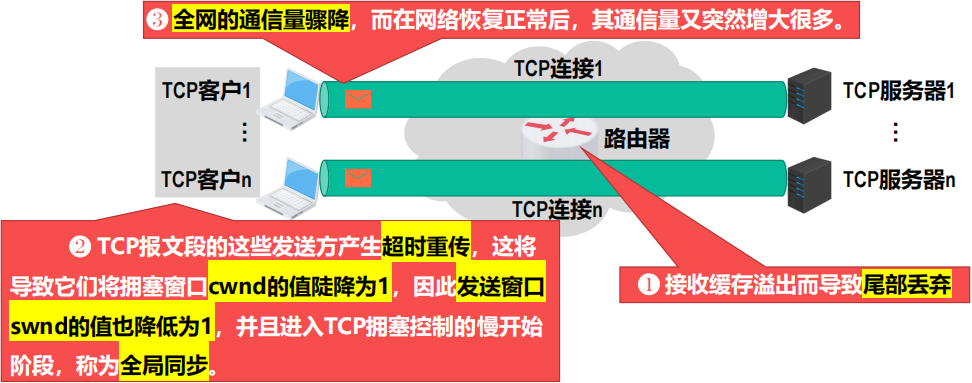 ❸ 全网的通信量骤降，而在网络恢复正常后，其通信量又突然增大很多。
TCP连接1
TCP客户1
TCP服务器1
⋮
⋮
路由器
TCP客户n
TCP服务器n
TCP连接n
❷ TCP报文段的这些发送方产生超时重传，这将
导致它们将拥塞窗口cwnd的值陡降为1，因此发送窗口
swnd的值也降低为1，并且进入TCP拥塞控制的慢开始
阶段，称为全局同步。
❶ 接收缓存溢出而导致尾部丢弃